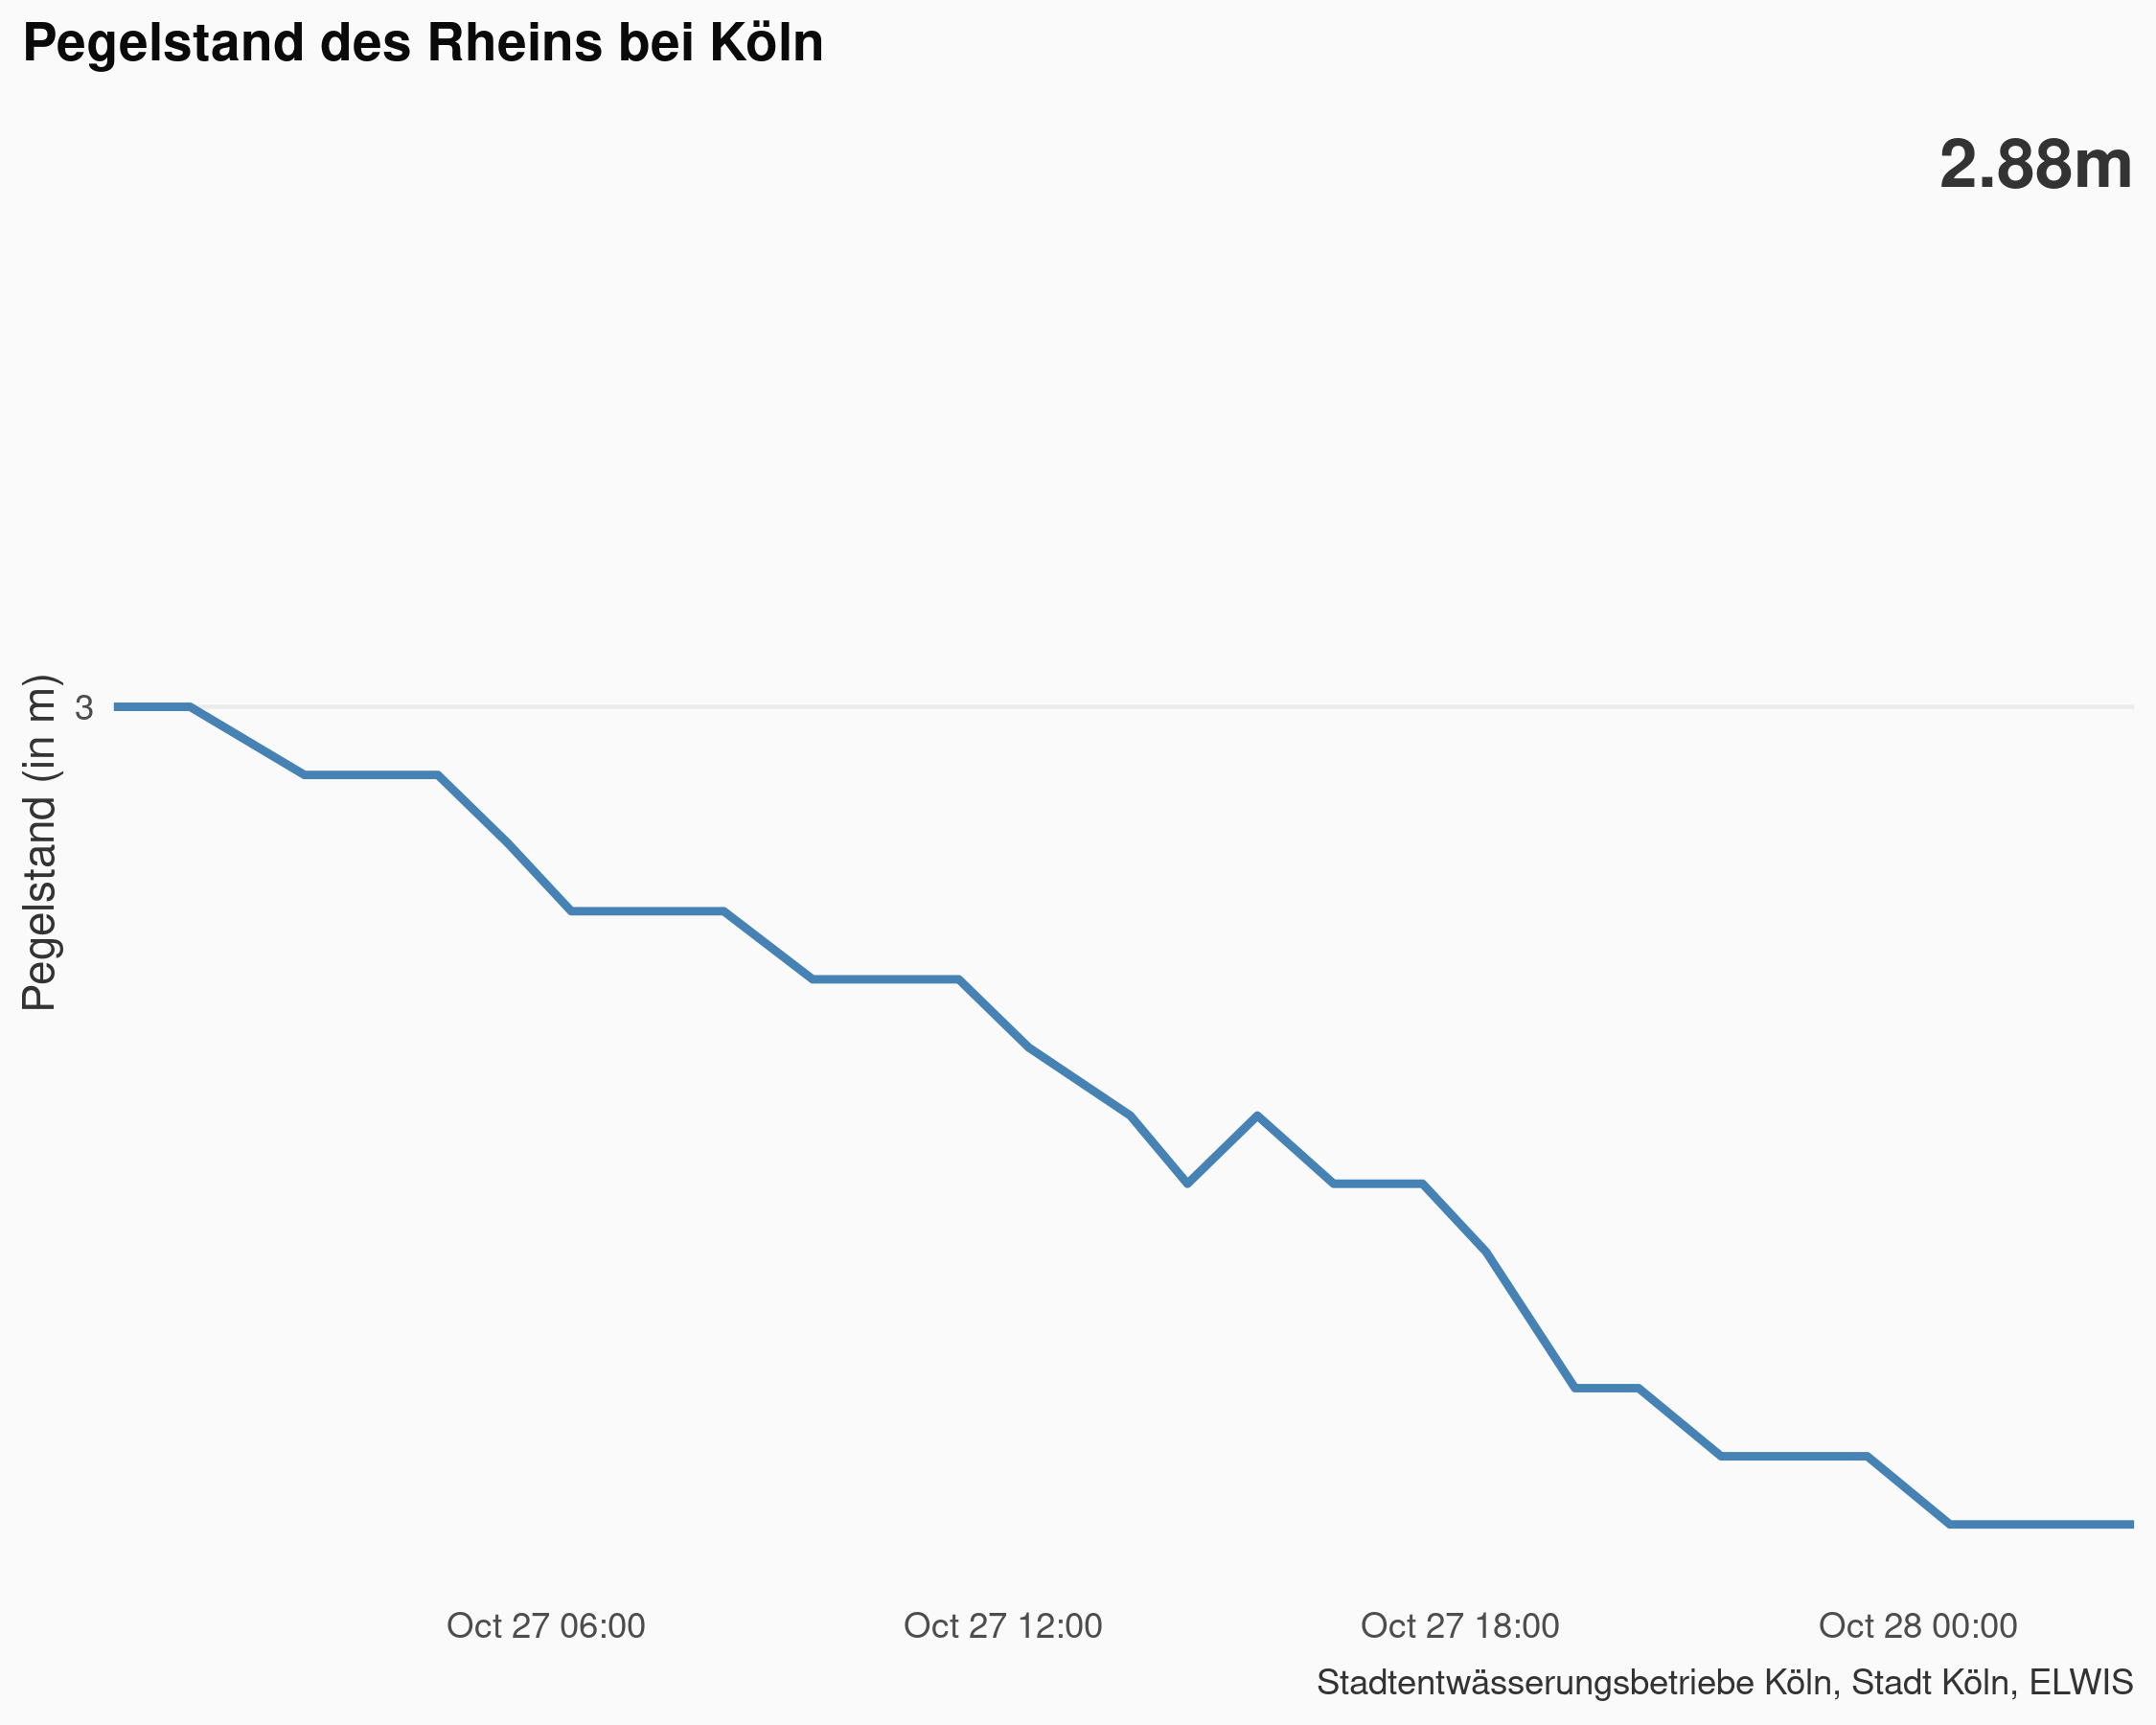 Pegelstand des Rheins bei Köln
2.88m
Pegelstand (in m)
3
Oct 27 06:00
Oct 27 12:00
Oct 27 18:00
Oct 28 00:00
Stadtentwässerungsbetriebe Köln, Stadt Köln, ELWIS